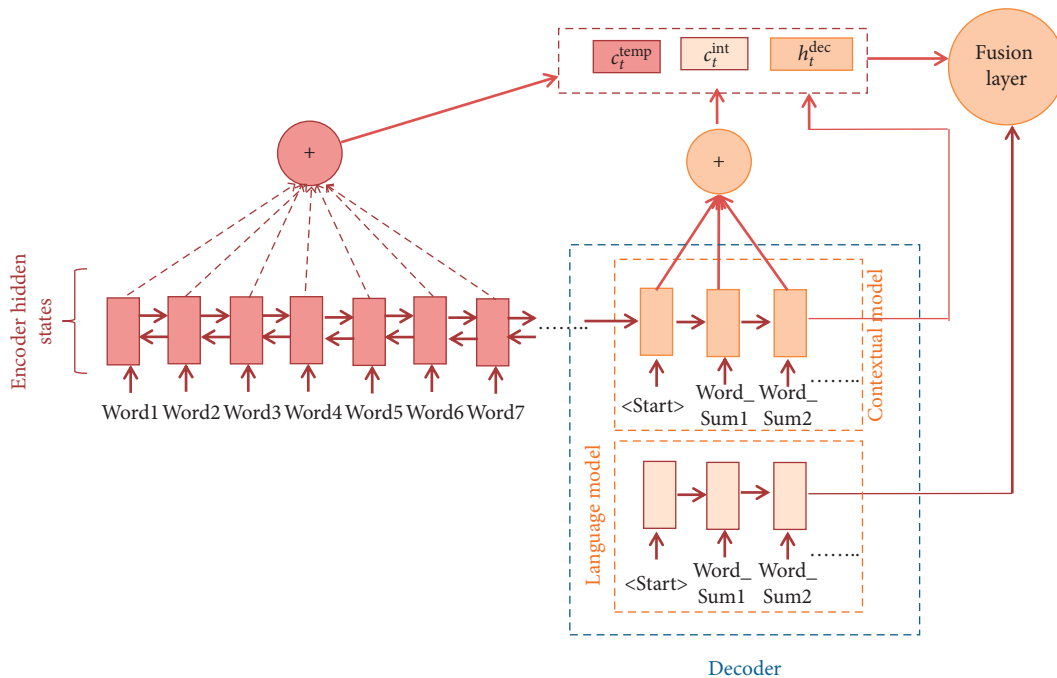 c_t^temp
c_t^int
h_t^dec
Fusion
layer
+
+
Encoder hidden
states
Word1 Word2 Word3 Word4 Word5 Word6 Word7
........
<Start>
Word_
Sum1
Word_
Sum2
........
Contextual model
Language model
<Start>
Word_
Sum1
Word_
Sum2
........
Decoder